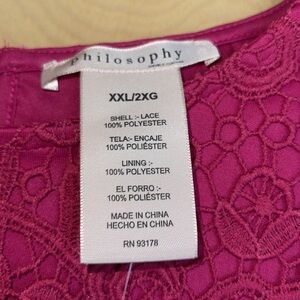 philosophy
XXL/2XG
SHELL :- LACE
100% POLYESTER
TELA:- ENCAJE
100% POLIÉSTER
LINING :-
100% POLYESTER
EL FORRO :-
100% POLIÉSTER
MADE IN CHINA
HECHO EN CHINA
RN 93178